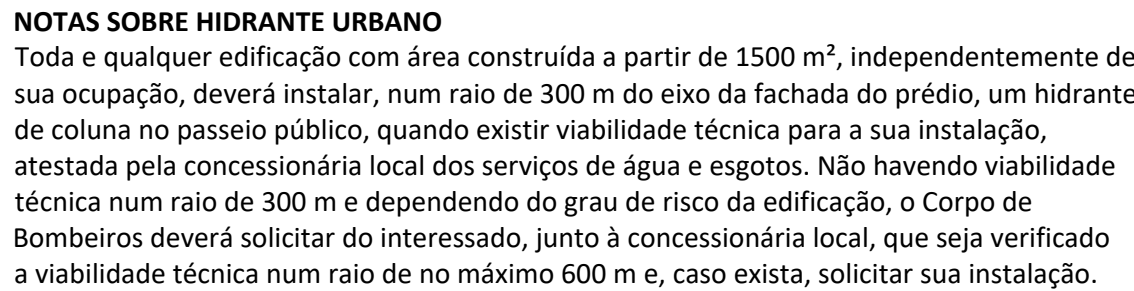 NOTAS SOBRE HIDRANTE URBANO
Toda e qualquer edificação com área construída a partir de 1500 m², independentemente de
sua ocupação, deverá instalar, num raio de 300 m do eixo da fachada do prédio, um hidrante
de coluna no passeio público, quando existir viabilidade técnica para a sua instalação,
atestada pela concessionária local dos serviços de água e esgotos. Não havendo viabilidade
técnica num raio de 300 m e dependendo do grau de risco da edificação, o Corpo de
Bombeiros deverá solicitar do interessado, junto à concessionária local, que seja verificado
a viabilidade técnica num raio de no máximo 600 m e, caso exista, solicitar sua instalação.